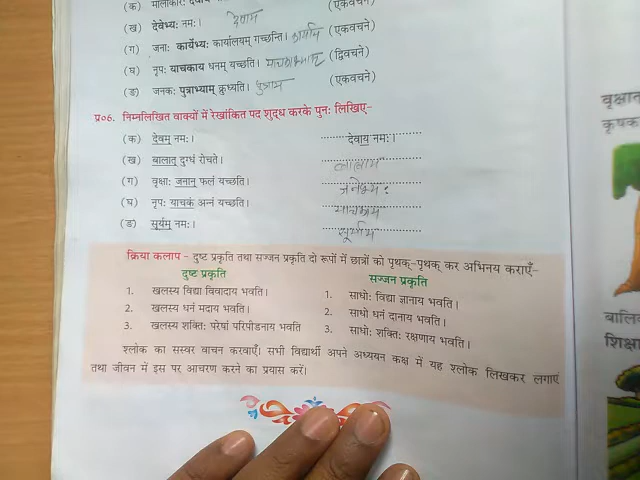 (क) मालाकारः (एकवचने)
(ख) देवेभ्यः नमः। देवाय (एकवचने)
(ग) जनाः कार्येभ्यः कार्यालयम् गच्छन्ति। (एकवचने)
(घ) नृपः याचकाय धनम् यच्छति। (द्विवचने)
(ङ) जनकः पुत्राभ्याम् क्रुध्यति। पुत्राय (एकवचने)
प्र०6. निम्नलिखित वाक्यों में रेखांकित पद शुद्ध करके पुनः लिखिए-
(क) देवम् नमः। देवाय नमः।
(ख) बालात् दुग्धं रोचते।
(ग) वृक्षाः जनान् फलं यच्छति। जनेभ्यः
(घ) नृपः याचकं अन्नं यच्छति।
(ङ) सूर्यम् नमः। सूर्याय
क्रिया कलाप - दुष्ट प्रकृति तथा सज्जन प्रकृति दो रूपों में छात्रों को पृथक्-पृथक् कर अभिनय कराएँ-
दुष्ट प्रकृति सज्जन प्रकृति
1. खलस्य विद्या विवादाय भवति। 1. साधोः विद्या ज्ञानाय भवति।
2. खलस्य धनं मदाय भवति। 2. साधो धनं दानाय भवति।
3. खलस्य शक्तिः परेषां परिपीडनाय भवति 3. साधोः शक्तिः रक्षणाय भवति।
श्लोक का सस्वर वाचन करवाएँ। सभी विद्यार्थी अपने अध्ययन कक्ष में यह श्लोक लिखकर लगाएं
तथा जीवन में इस पर आचरण करने का प्रयास करें।
वृक्षात्
कृषक
बालि
शिक्षा